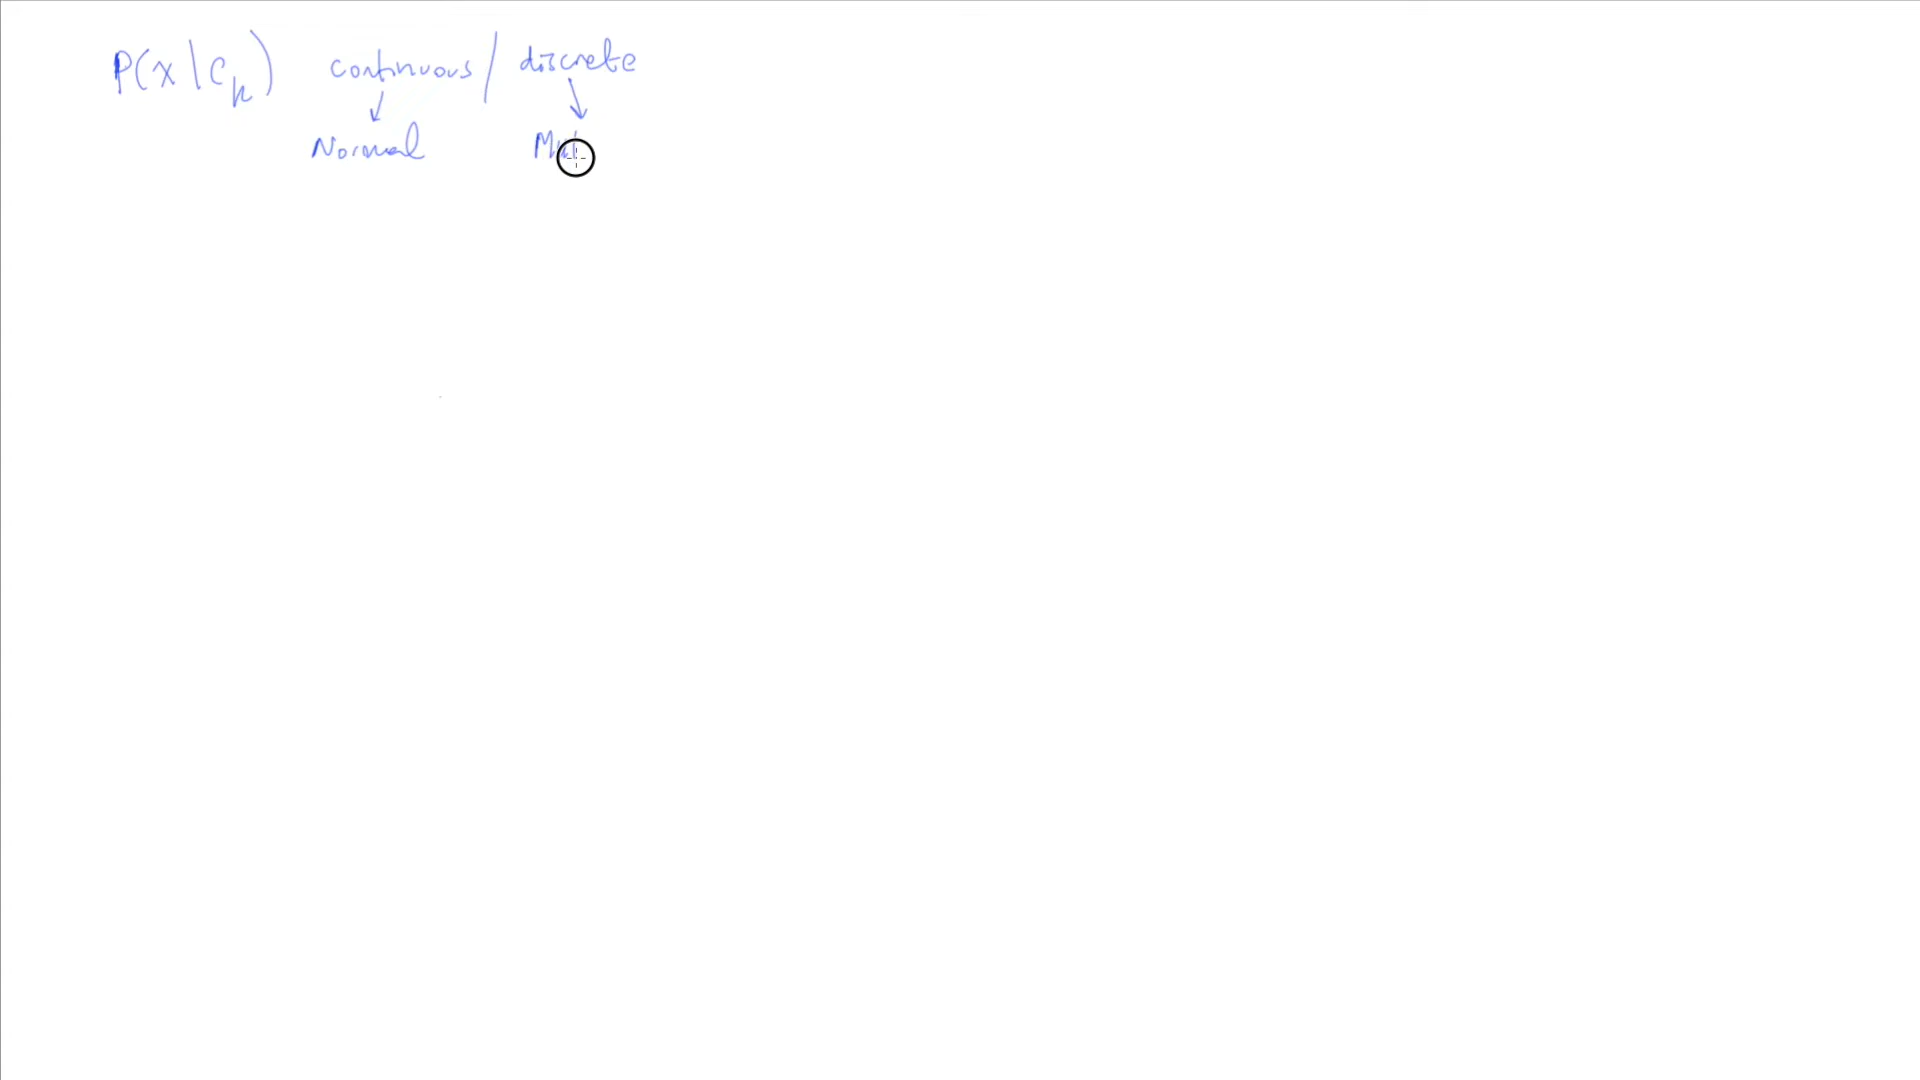 P(x|C_k) continuous / discrete
Normal